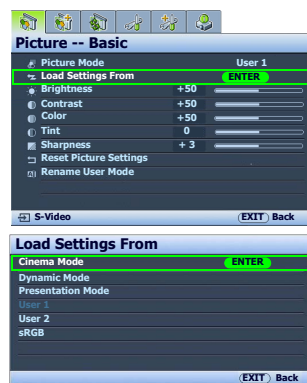 Picture -- Basic
Picture Mode User 1
Load Settings From ENTER
Brightness +50
Contrast +50
Color +50
Tint 0
Sharpness + 3
Reset Picture Settings
Rename User Mode
S-Video EXIT Back
Load Settings From
Cinema Mode ENTER
Dynamic Mode
Presentation Mode
User 1
User 2
sRGB
EXIT Back